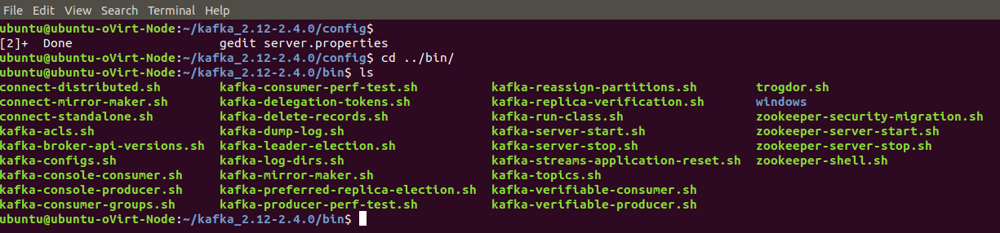 File Edit View Search Terminal Help
ubuntu@ubuntu-oVirt-Node:~/kafka_2.12-2.4.0/config$
[2]+  Done                    gedit server.properties
ubuntu@ubuntu-oVirt-Node:~/kafka_2.12-2.4.0/config$ cd ../bin/
ubuntu@ubuntu-oVirt-Node:~/kafka_2.12-2.4.0/bin$ ls
connect-distributed.sh kafka-consumer-perf-test.sh kafka-reassign-partitions.sh trogdor.sh
connect-mirror-maker.sh kafka-delegation-tokens.sh kafka-replica-verification.sh windows
connect-standalone.sh kafka-delete-records.sh kafka-run-class.sh zookeeper-security-migration.sh
kafka-acls.sh kafka-dump-log.sh kafka-server-start.sh zookeeper-server-start.sh
kafka-broker-api-versions.sh kafka-leader-election.sh kafka-server-stop.sh zookeeper-server-stop.sh
kafka-configs.sh kafka-log-dirs.sh kafka-streams-application-reset.sh zookeeper-shell.sh
kafka-console-consumer.sh kafka-mirror-maker.sh kafka-topics.sh
kafka-console-producer.sh kafka-preferred-replica-election.sh kafka-verifiable-consumer.sh
kafka-consumer-groups.sh kafka-producer-perf-test.sh kafka-verifiable-producer.sh
ubuntu@ubuntu-oVirt-Node:~/kafka_2.12-2.4.0/bin$